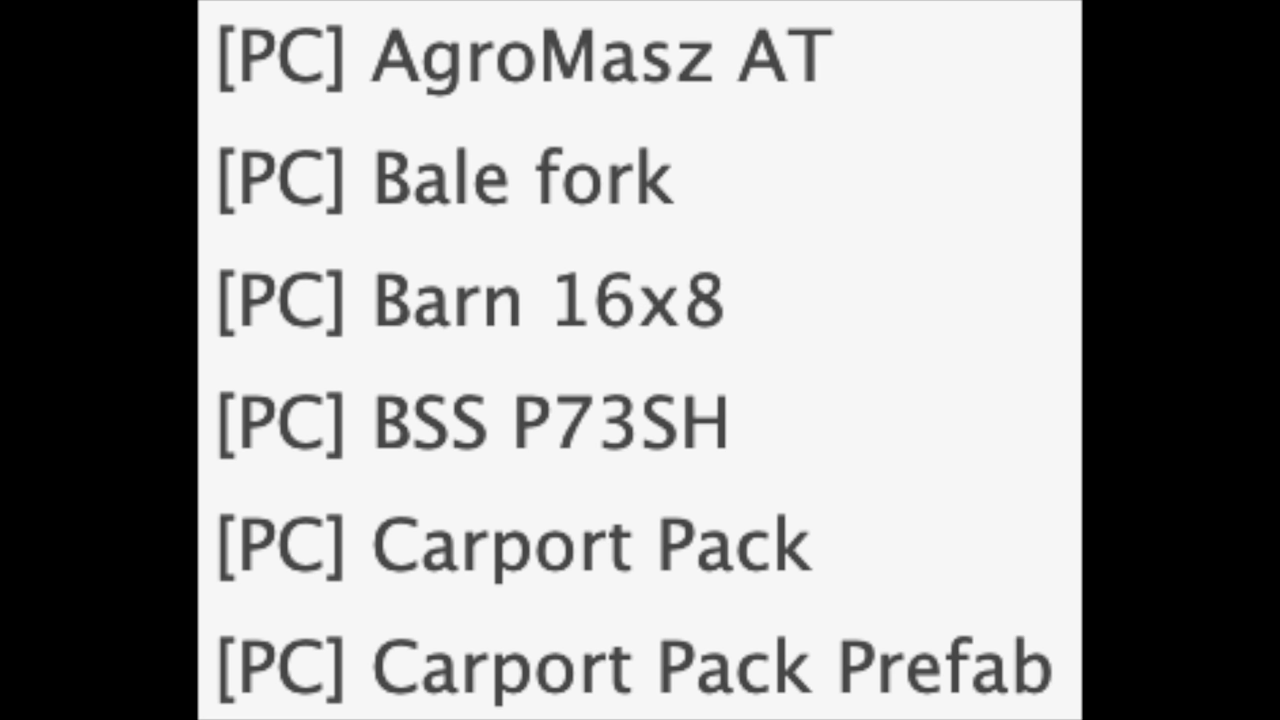 [PC] AgroMasz AT
[PC] Bale fork
[PC] Barn 16x8
[PC] BSS P73SH
[PC] Carport Pack
[PC] Carport Pack Prefab